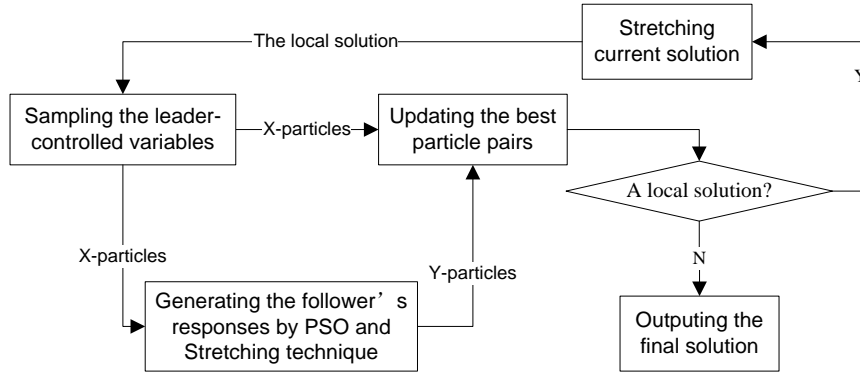 Stretching
current solution
The local solution
Y
Sampling the leader-
controlled variables
X-particles
Updating the best
particle pairs
A local solution?
X-particles
Y-particles
N
Generating the follower’s
responses by PSO and
Stretching technique
Outputing the
final solution